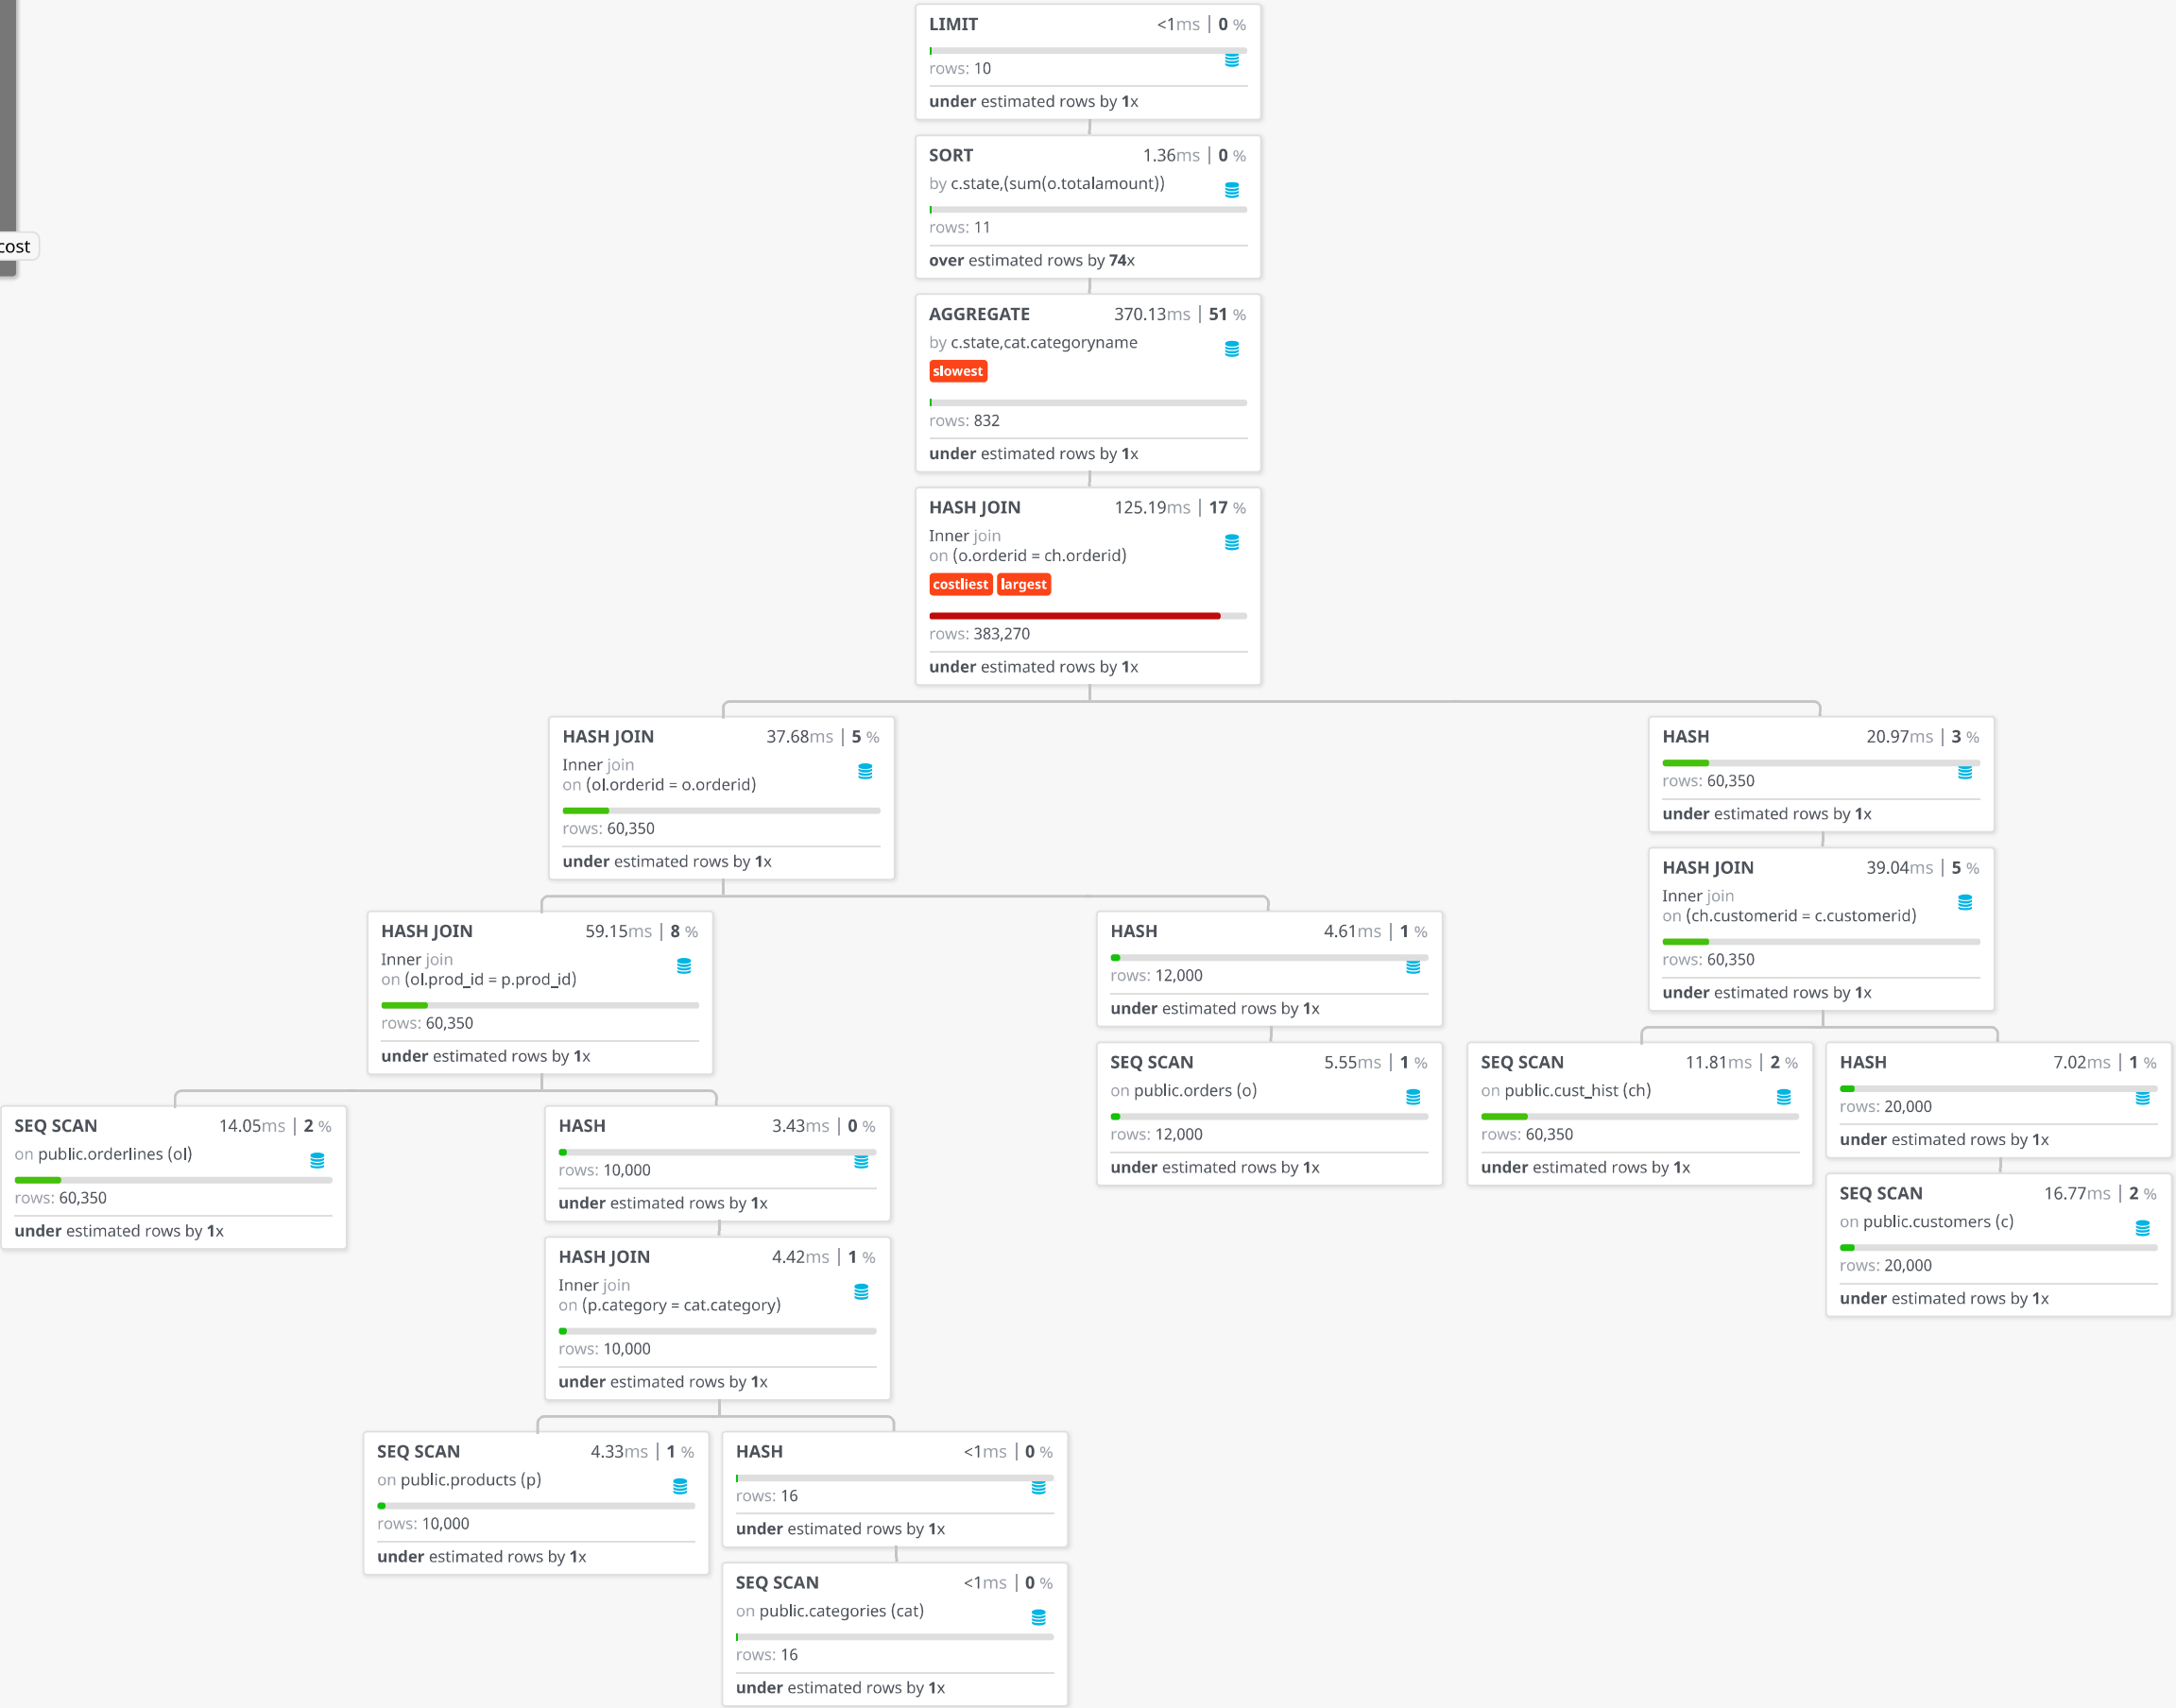 LIMIT <1ms | 0 %
rows: 10
under estimated rows by 1x
SORT 1.36ms | 0 %
by c.state,(sum(o.totalamount))
rows: 11
over estimated rows by 74x
cost
AGGREGATE 370.13ms | 51 %
by c.state,cat.categoryname
slowest
rows: 832
under estimated rows by 1x
HASH JOIN 125.19ms | 17 %
Inner join
on (o.orderid = ch.orderid)
costliest largest
rows: 383,270
under estimated rows by 1x
HASH JOIN 37.68ms | 5 %
Inner join
on (ol.orderid = o.orderid)
rows: 60,350
under estimated rows by 1x
HASH 20.97ms | 3 %
rows: 60,350
under estimated rows by 1x
HASH JOIN 39.04ms | 5 %
Inner join
on (ch.customerid = c.customerid)
rows: 60,350
under estimated rows by 1x
HASH JOIN 59.15ms | 8 %
Inner join
on (ol.prod_id = p.prod_id)
rows: 60,350
under estimated rows by 1x
HASH 4.61ms | 1 %
rows: 12,000
under estimated rows by 1x
SEQ SCAN 5.55ms | 1 %
on public.orders (o)
rows: 12,000
under estimated rows by 1x
SEQ SCAN 11.81ms | 2 %
on public.cust_hist (ch)
rows: 60,350
under estimated rows by 1x
HASH 7.02ms | 1 %
rows: 20,000
under estimated rows by 1x
SEQ SCAN 16.77ms | 2 %
on public.customers (c)
rows: 20,000
under estimated rows by 1x
SEQ SCAN 14.05ms | 2 %
on public.orderlines (ol)
rows: 60,350
under estimated rows by 1x
HASH 3.43ms | 0 %
rows: 10,000
under estimated rows by 1x
HASH JOIN 4.42ms | 1 %
Inner join
on (p.category = cat.category)
rows: 10,000
under estimated rows by 1x
SEQ SCAN 4.33ms | 1 %
on public.products (p)
rows: 10,000
under estimated rows by 1x
HASH <1ms | 0 %
rows: 16
under estimated rows by 1x
SEQ SCAN <1ms | 0 %
on public.categories (cat)
rows: 16
under estimated rows by 1x